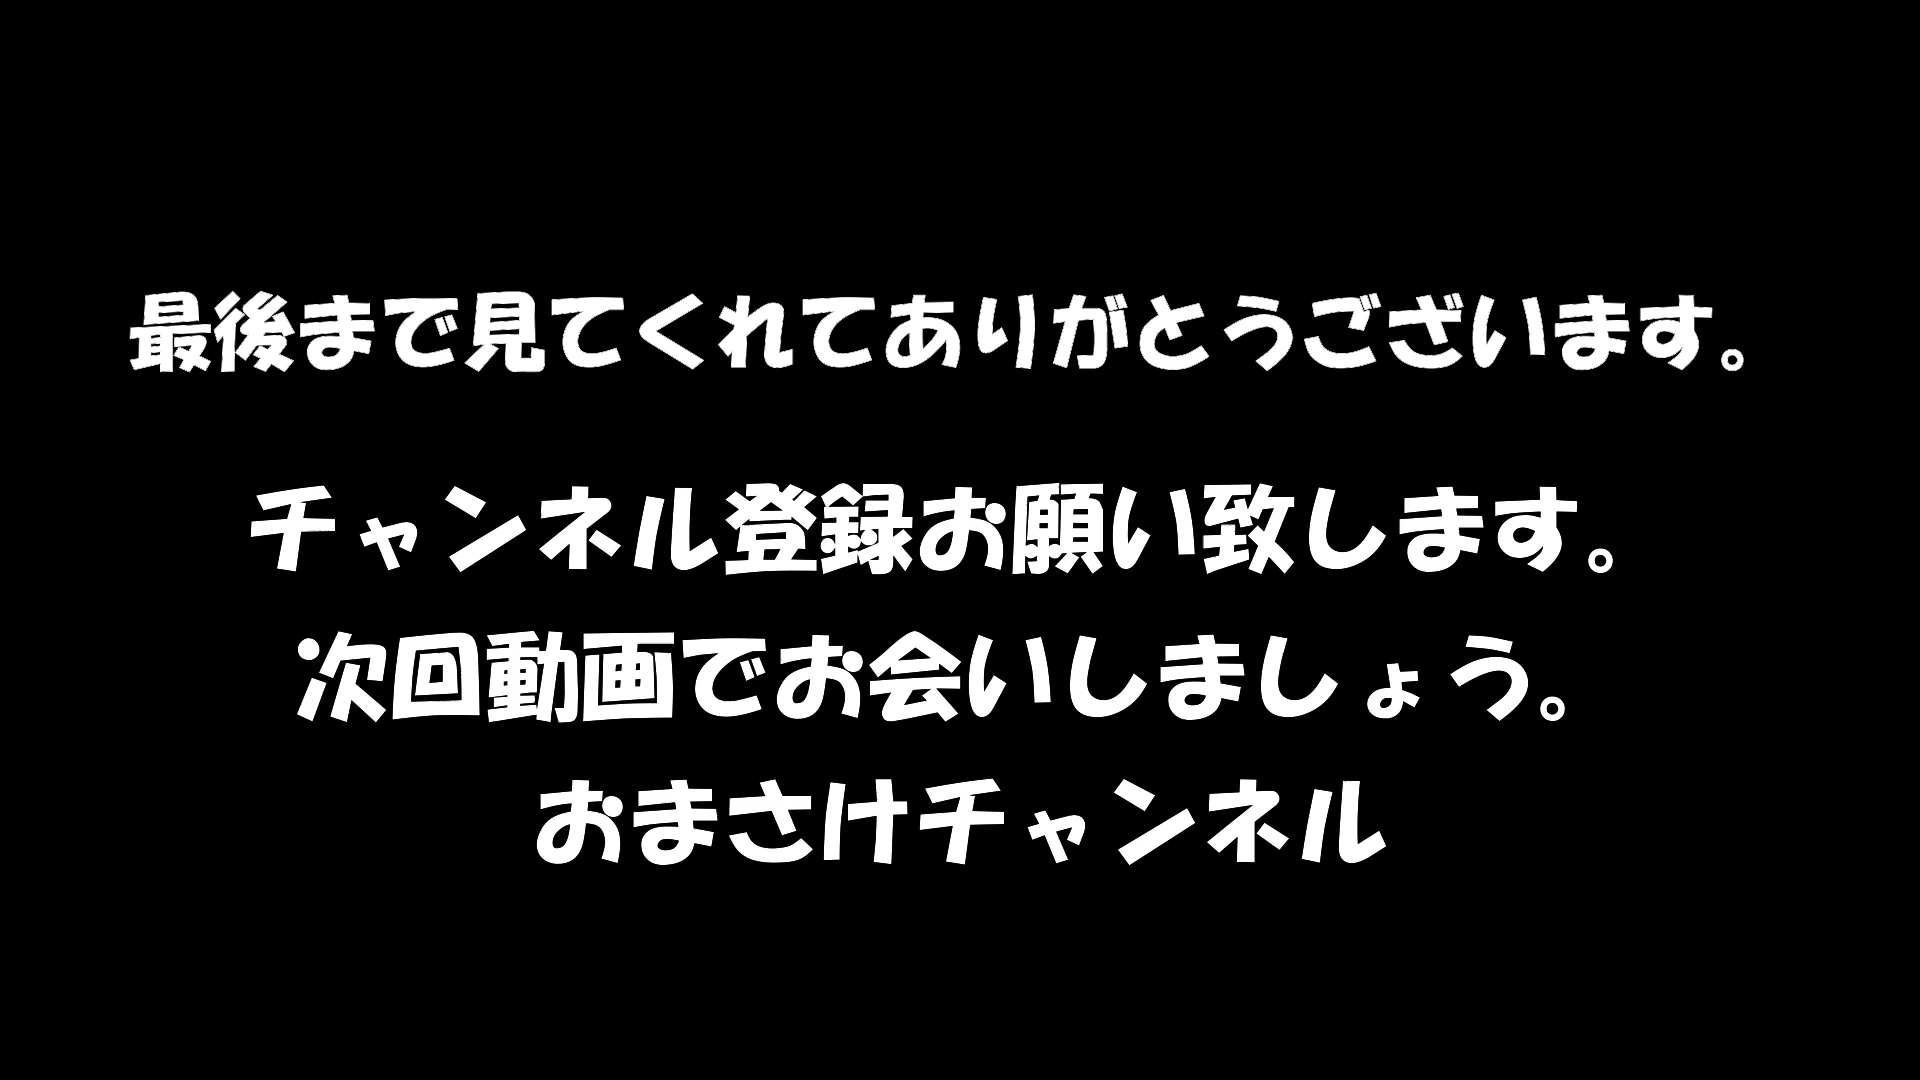 最後まで見てくれてありがとうございます。
チャンネル登録お願い致します。
次回動画でお会いしましょう。
おまさけチャンネル